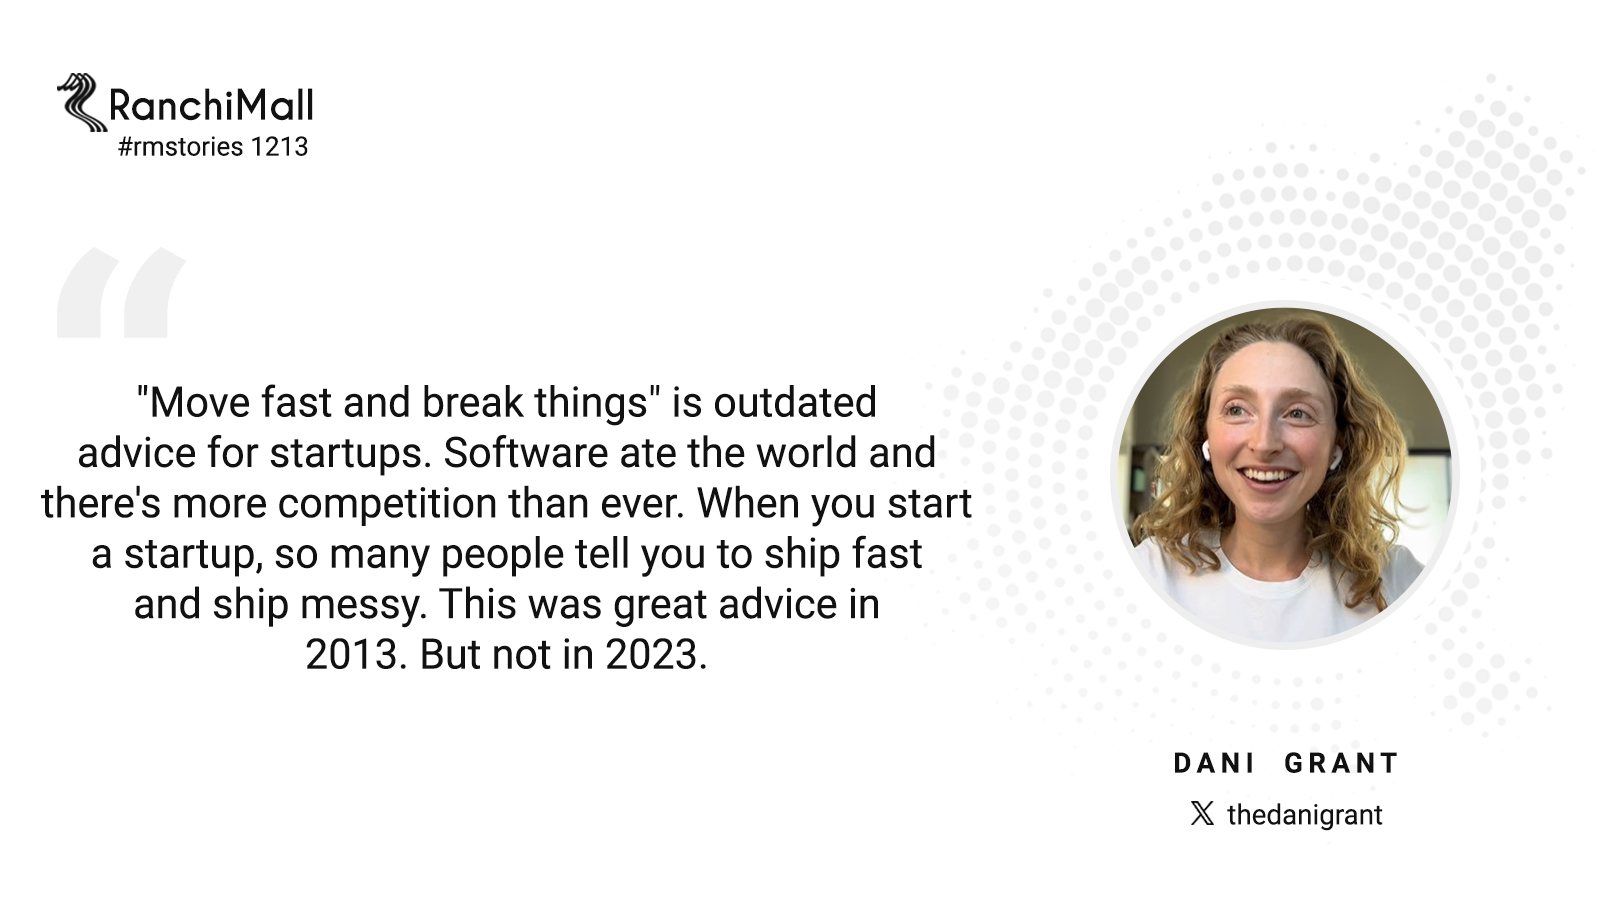 RanchiMall
#rmstories 1213
"Move fast and break things" is outdated
advice for startups. Software ate the world and
there's more competition than ever. When you start
a startup, so many people tell you to ship fast
and ship messy. This was great advice in
2013. But not in 2023.
DANI GRANT
𝕏 thedanigrant